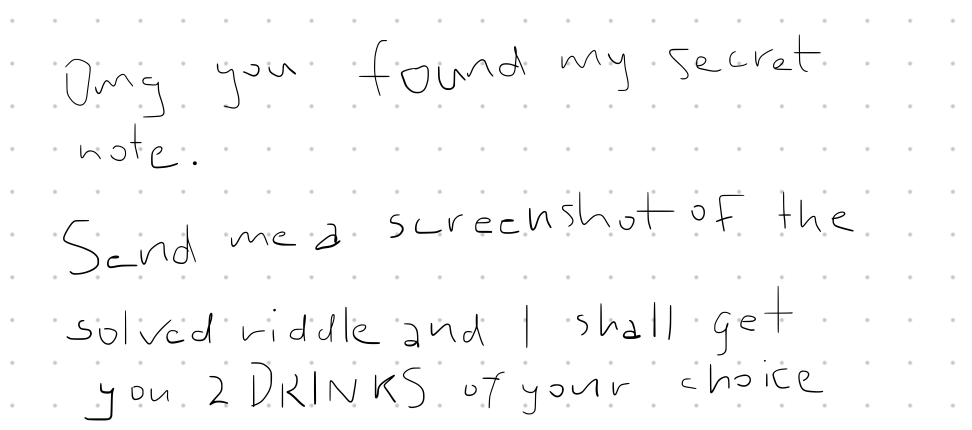 Omg you found my secret
note.
Send me a screenshot of the
solved riddle and I shall get
you 2 DRINKS of your choice